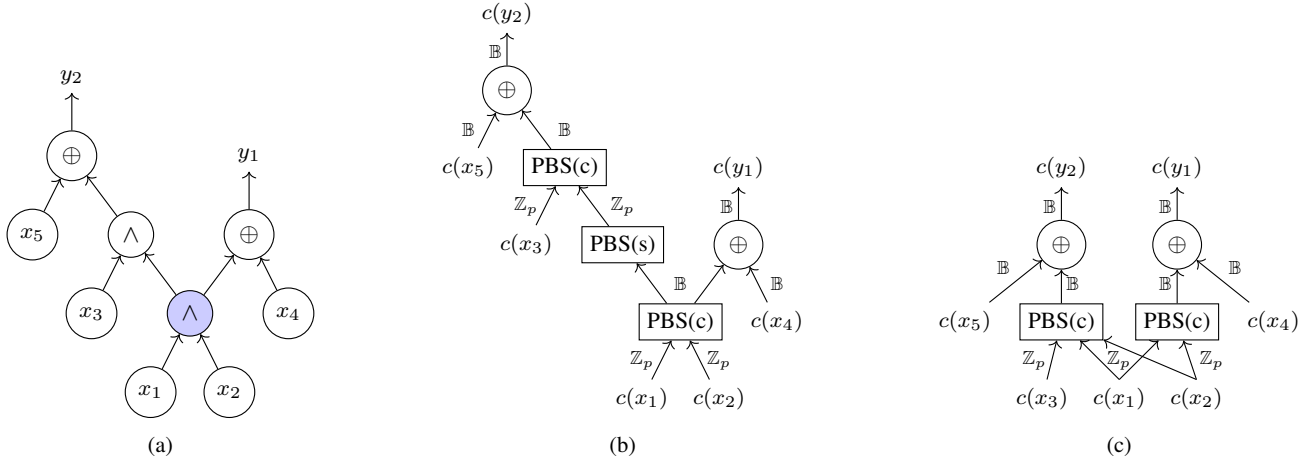 y₂
⊕
y₁
x₅
∧
⊕
x₃
∧
x₄
x₁
x₂
(a)
c(y₂)
𝔹
⊕
𝔹
𝔹
c(x₅)
PBS(c)
c(y₁)
ℤₚ
ℤₚ
𝔹
c(x₃)
PBS(s)
⊕
𝔹
𝔹
PBS(c)
c(x₄)
ℤₚ
ℤₚ
c(x₁)
c(x₂)
(b)
c(y₂)
c(y₁)
𝔹
𝔹
⊕
⊕
𝔹
𝔹
𝔹
𝔹
c(x₅)
PBS(c)
PBS(c)
c(x₄)
ℤₚ
ℤₚ
ℤₚ
c(x₃)
c(x₁)
c(x₂)
(c)